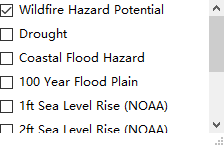 Wildfire Hazard Potential
Drought
Coastal Flood Hazard
100 Year Flood Plain
1ft Sea Level Rise (NOAA)
2ft Sea Level Rise (NOAA)